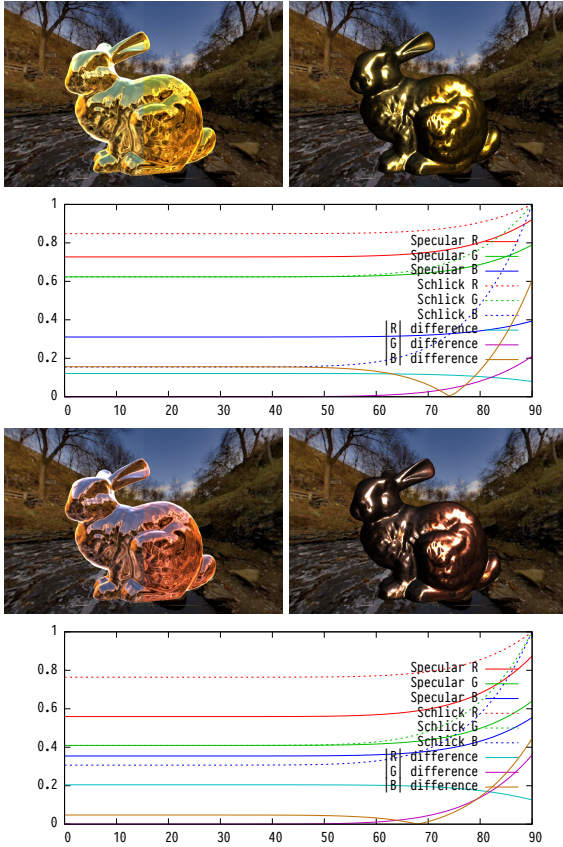 1
0.8
0.6
0.4
0.2
0
Specular R
Specular G
Specular B
Schlick R
Schlick G
Schlick B
|R| difference
|G| difference
|B| difference
0 10 20 30 40 50 60 70 80 90
1
0.8
0.6
0.4
0.2
0
Specular R
Specular G
Specular B
Schlick R
Schlick G
Schlick B
|R| difference
|G| difference
|B| difference
0 10 20 30 40 50 60 70 80 90